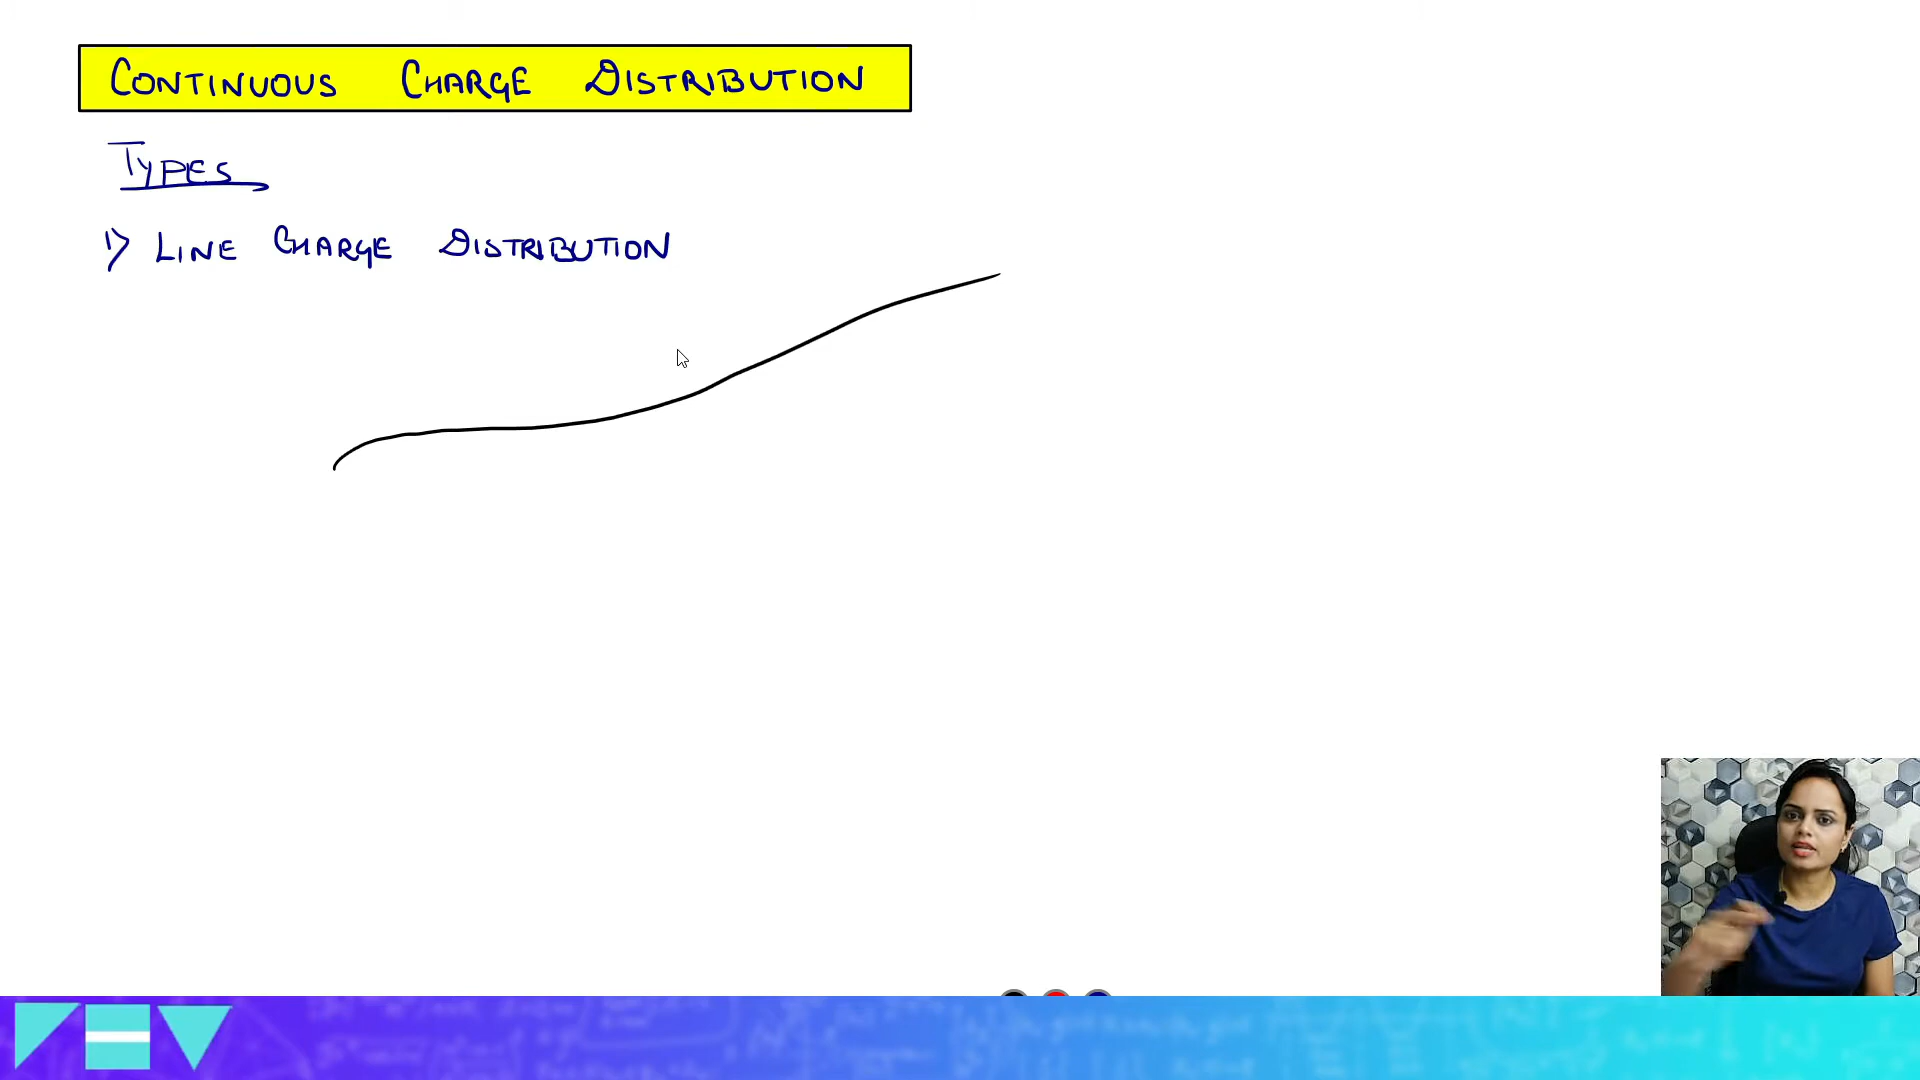 CONTINUOUS CHARGE DISTRIBUTION
TYPES
1) LINE CHARGE DISTRIBUTION